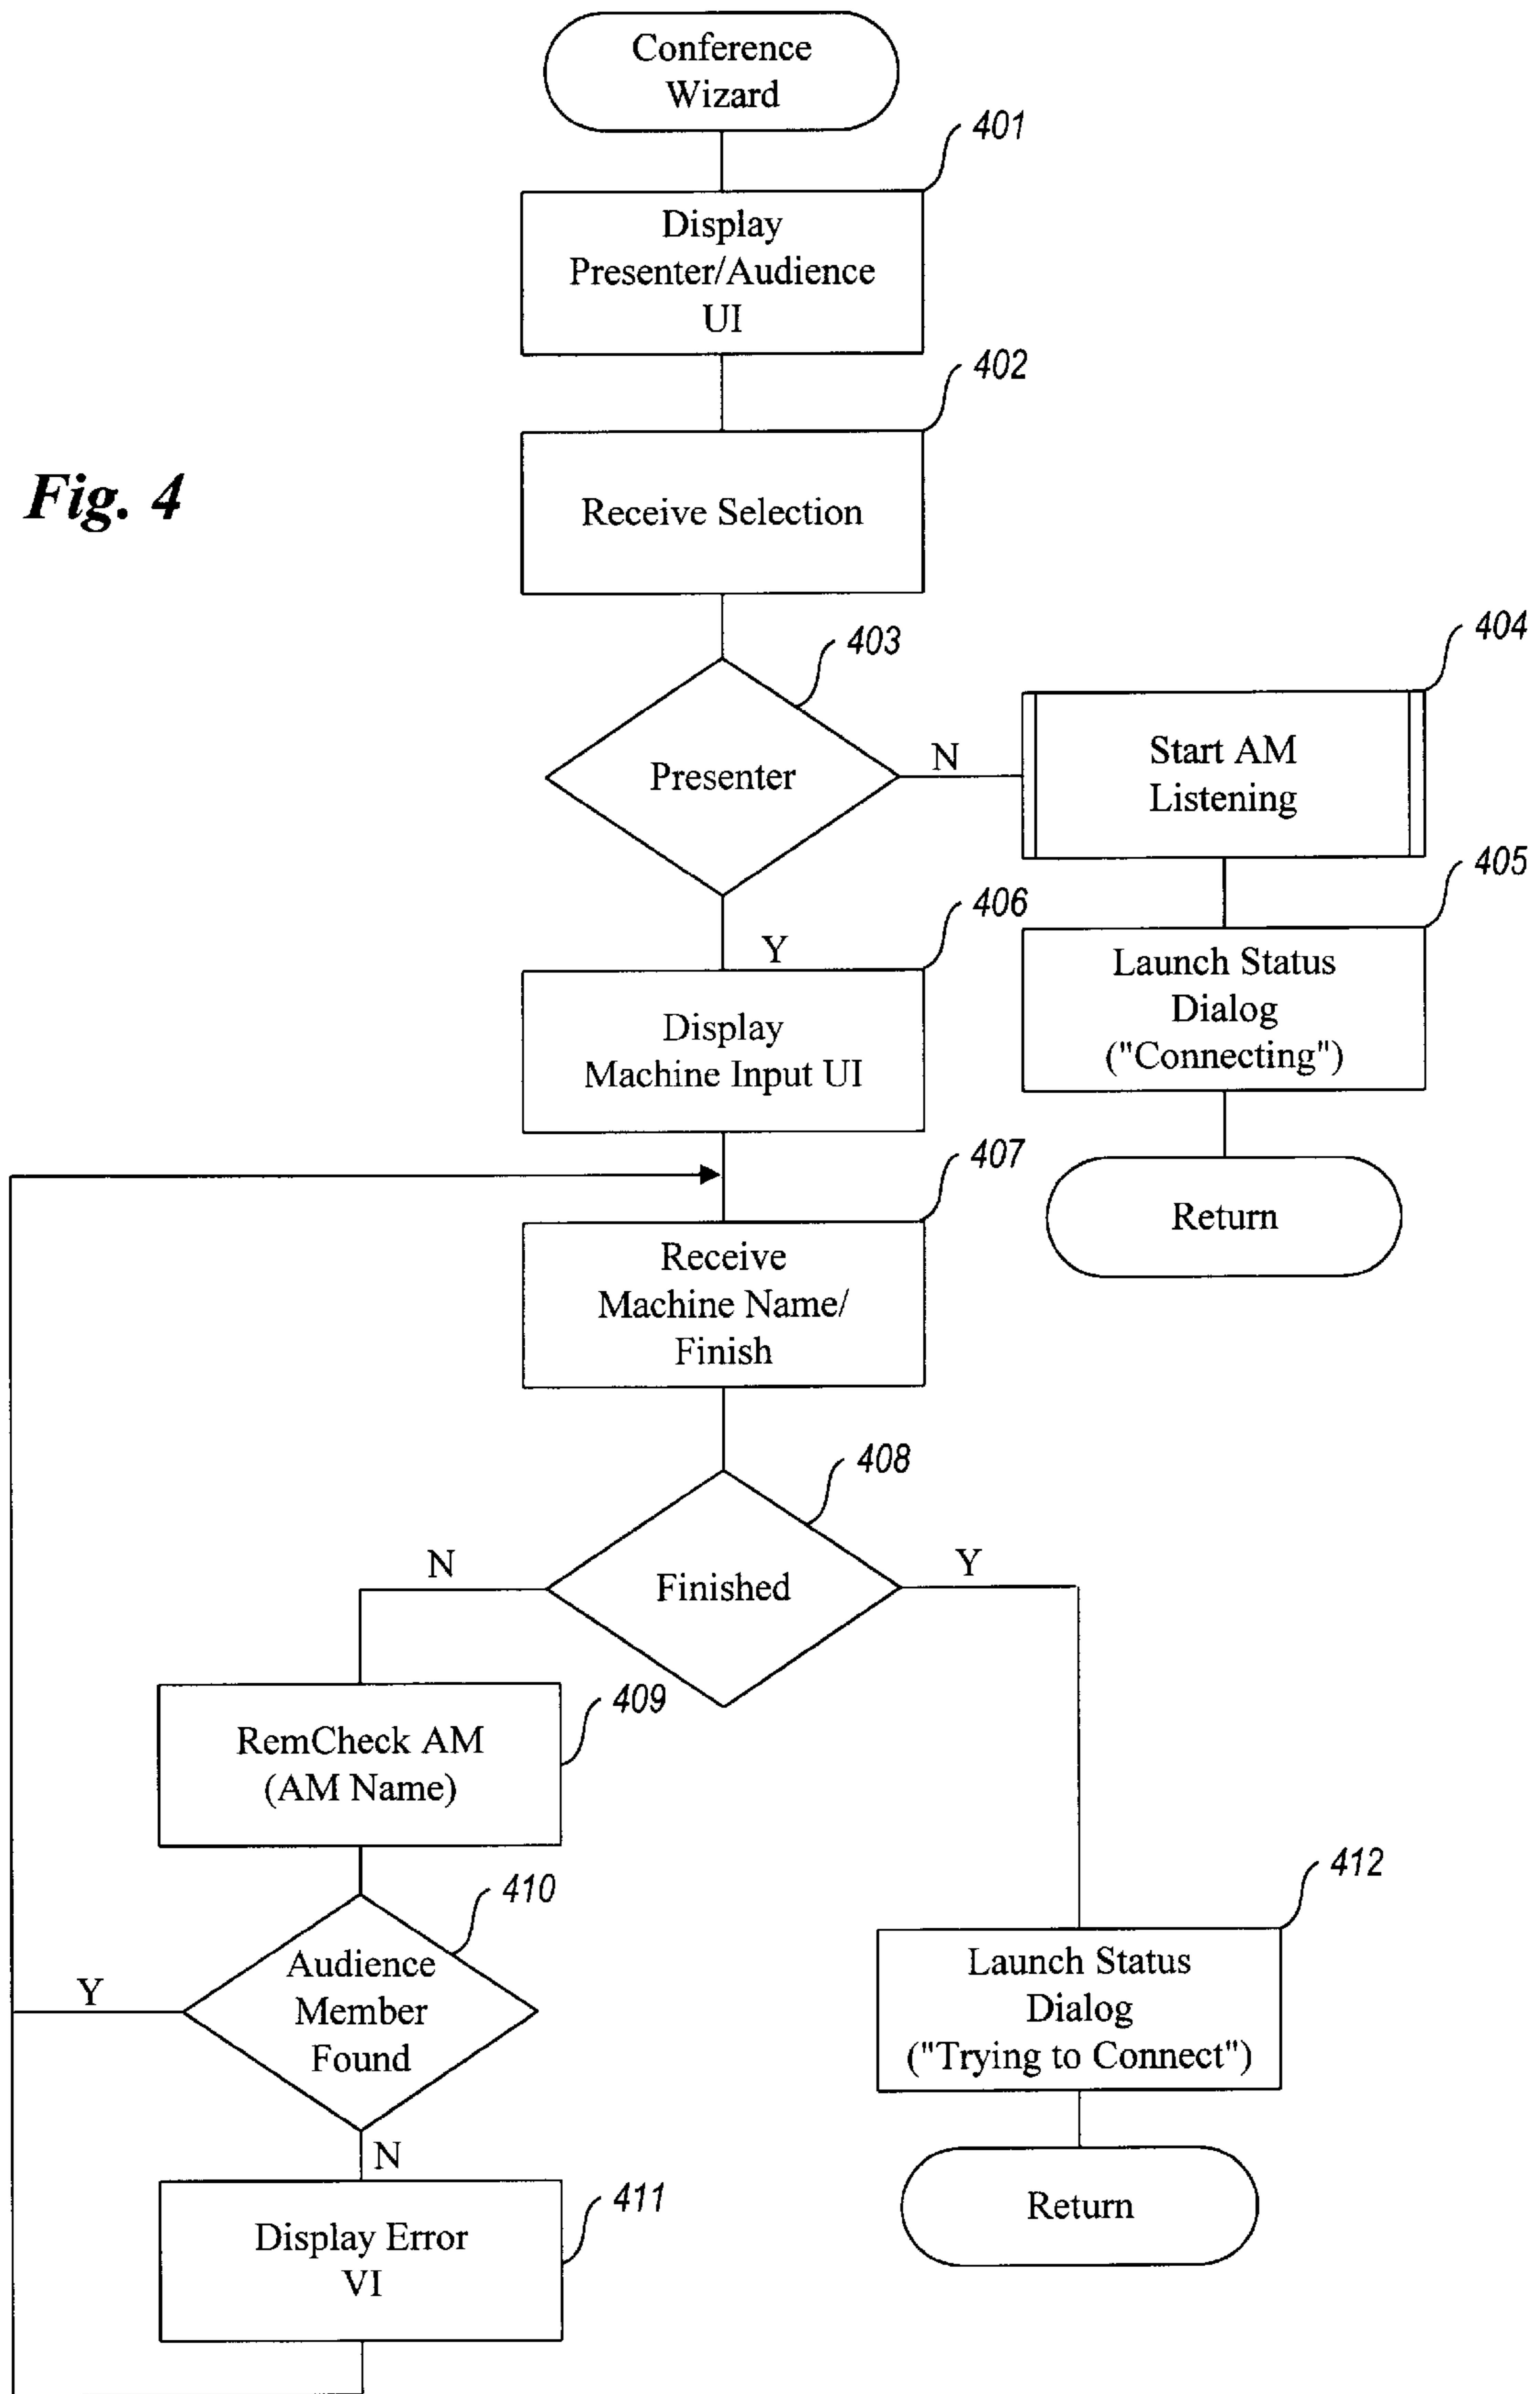 Conference
Wizard
401
Display
Presenter/Audience
UI
402
Fig. 4
Receive Selection
403
404
Presenter
N
Start AM
Listening
405
406
Y
Launch Status
Dialog
("Connecting")
Display
Machine Input UI
407
Return
Receive
Machine Name/
Finish
408
N
Finished
Y
409
RemCheck AM
(AM Name)
410
412
Audience
Member
Found
Y
Launch Status
Dialog
("Trying to Connect")
N
411
Display Error
VI
Return